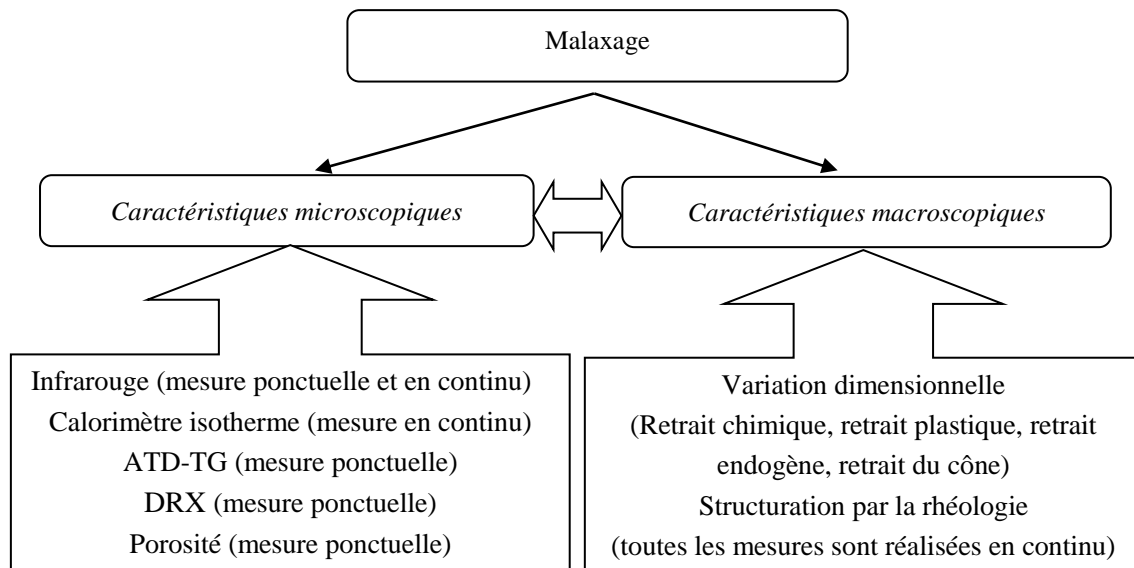 Malaxage
Caractéristiques microscopiques
Caractéristiques macroscopiques
Infrarouge (mesure ponctuelle et en continu)
Calorimètre isotherme (mesure en continu)
ATD-TG (mesure ponctuelle)
DRX (mesure ponctuelle)
Porosité (mesure ponctuelle)
Variation dimensionnelle
(Retrait chimique, retrait plastique, retrait
endogène, retrait du cône)
Structuration par la rhéologie
(toutes les mesures sont réalisées en continu)